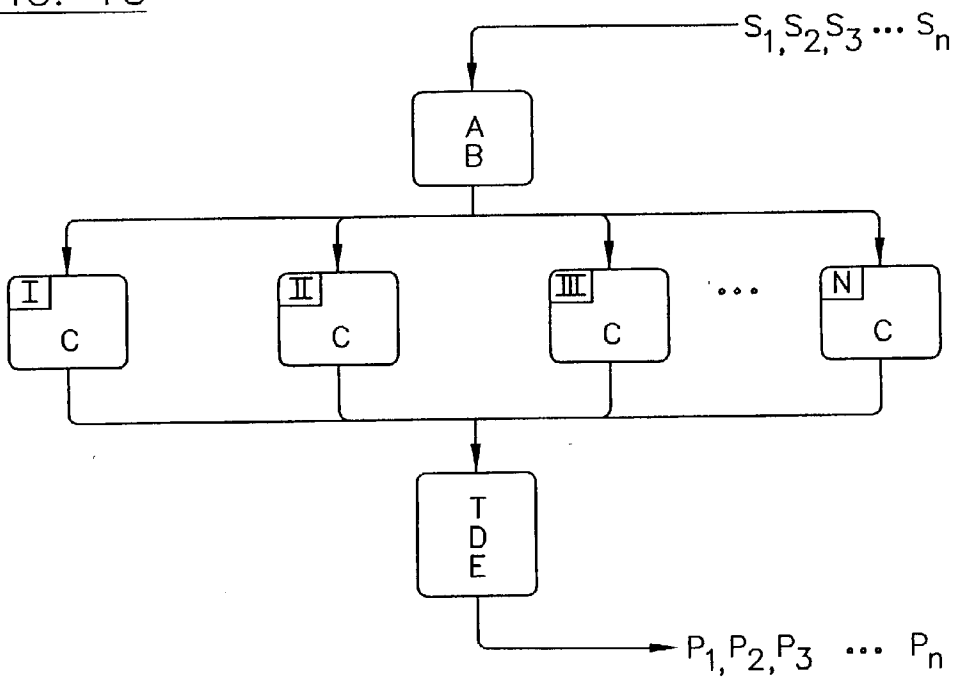 S1, S2, S3 ... Sn
A
B
I
II
III
...
N
C
C
C
C
T
D
E
P1, P2, P3 ... Pn